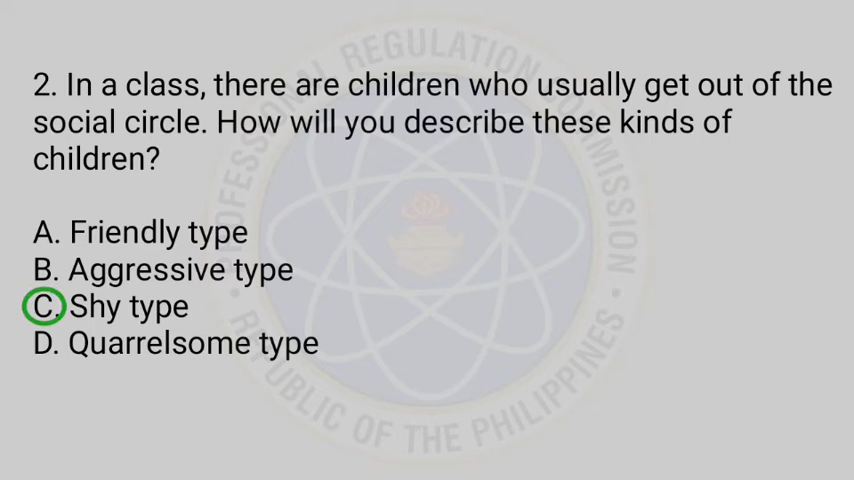 2. In a class, there are children who usually get out of the
social circle. How will you describe these kinds of
children?
A. Friendly type
B. Aggressive type
C. Shy type
D. Quarrelsome type
PROFESSIONAL REGULATION COMMISSION
• REPUBLIC OF THE PHILIPPINES •